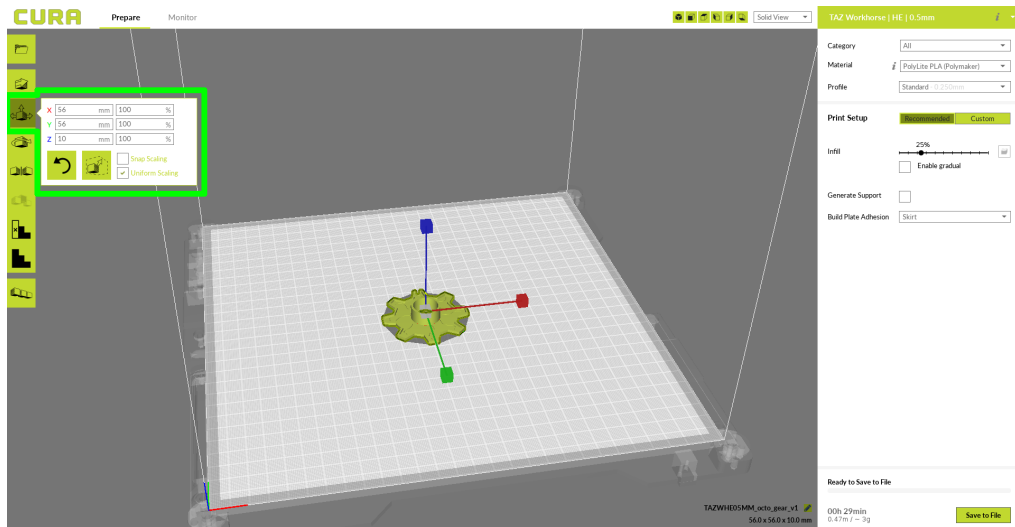 CURA Prepare Monitor Solid View TAZ Workhorse | HE | 0.5mm i
Category All
Material i PolyLite PLA (Polymaker)
Profile Standard - 0.250mm
X 56 mm 100 %
Y 56 mm 100 %
Z 10 mm 100 %
Snap Scaling
Uniform Scaling
Print Setup Recommended Custom
Infill 25%
Enable gradual
Generate Support
Build Plate Adhesion Skirt
TAZWHE05MM_octo_gear_v1
56.0 x 56.0 x 10.0 mm
Ready to Save to File
00h 29min
0.47m / ~ 3g
Save to File